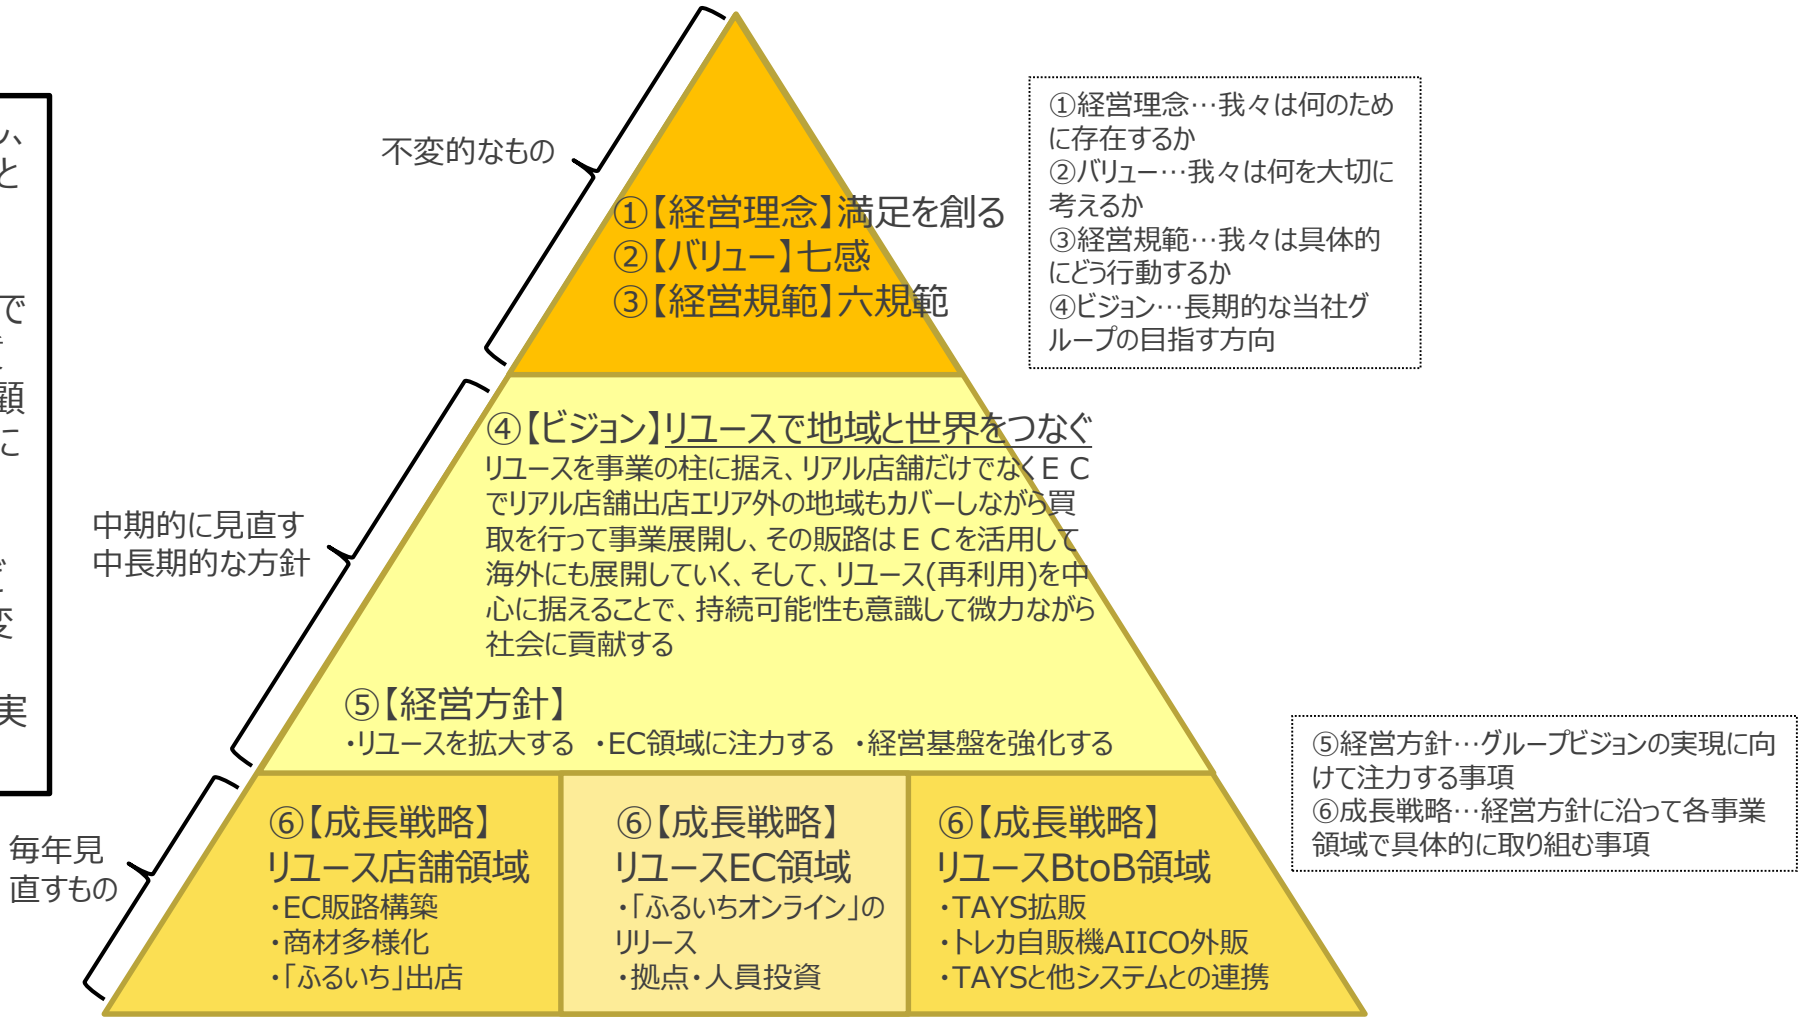 不変的なもの
①【経営理念】満足を創る
②【バリュー】七感
③【経営規範】六規範
①経営理念…我々は何のため
に存在するか
②バリュー…我々は何を大切に
考えるか
③経営規範…我々は具体的
にどう行動するか
④ビジョン…長期的な当社グ
ループの目指す方向
中期的に見直す
中長期的な方針
④【ビジョン】リユースで地域と世界をつなぐ
リユースを事業の柱に据え、リアル店舗だけでなくＥＣ
でリアル店舗出店エリア外の地域もカバーしながら買
取を行って事業展開し、その販路はＥＣを活用して
海外にも展開していく、そして、リユース(再利用)を中
心に据えることで、持続可能性も意識して微力ながら
社会に貢献する
⑤【経営方針】
・リユースを拡大する ・EC領域に注力する ・経営基盤を強化する
⑤経営方針…グループビジョンの実現に向
けて注力する事項
⑥成長戦略…経営方針に沿って各事業
領域で具体的に取り組む事項
毎年見
直すもの
⑥【成長戦略】
リユース店舗領域
・EC販路構築
・商材多様化
・「ふるいち」出店
⑥【成長戦略】
リユースEC領域
・「ふるいちオンライン」の
リリース
・拠点・人員投資
⑥【成長戦略】
リユースBtoB領域
・TAYS拡販
・トレカ自販機AIICO外販
・TAYSと他システムとの連携
と
で
顧
に
実